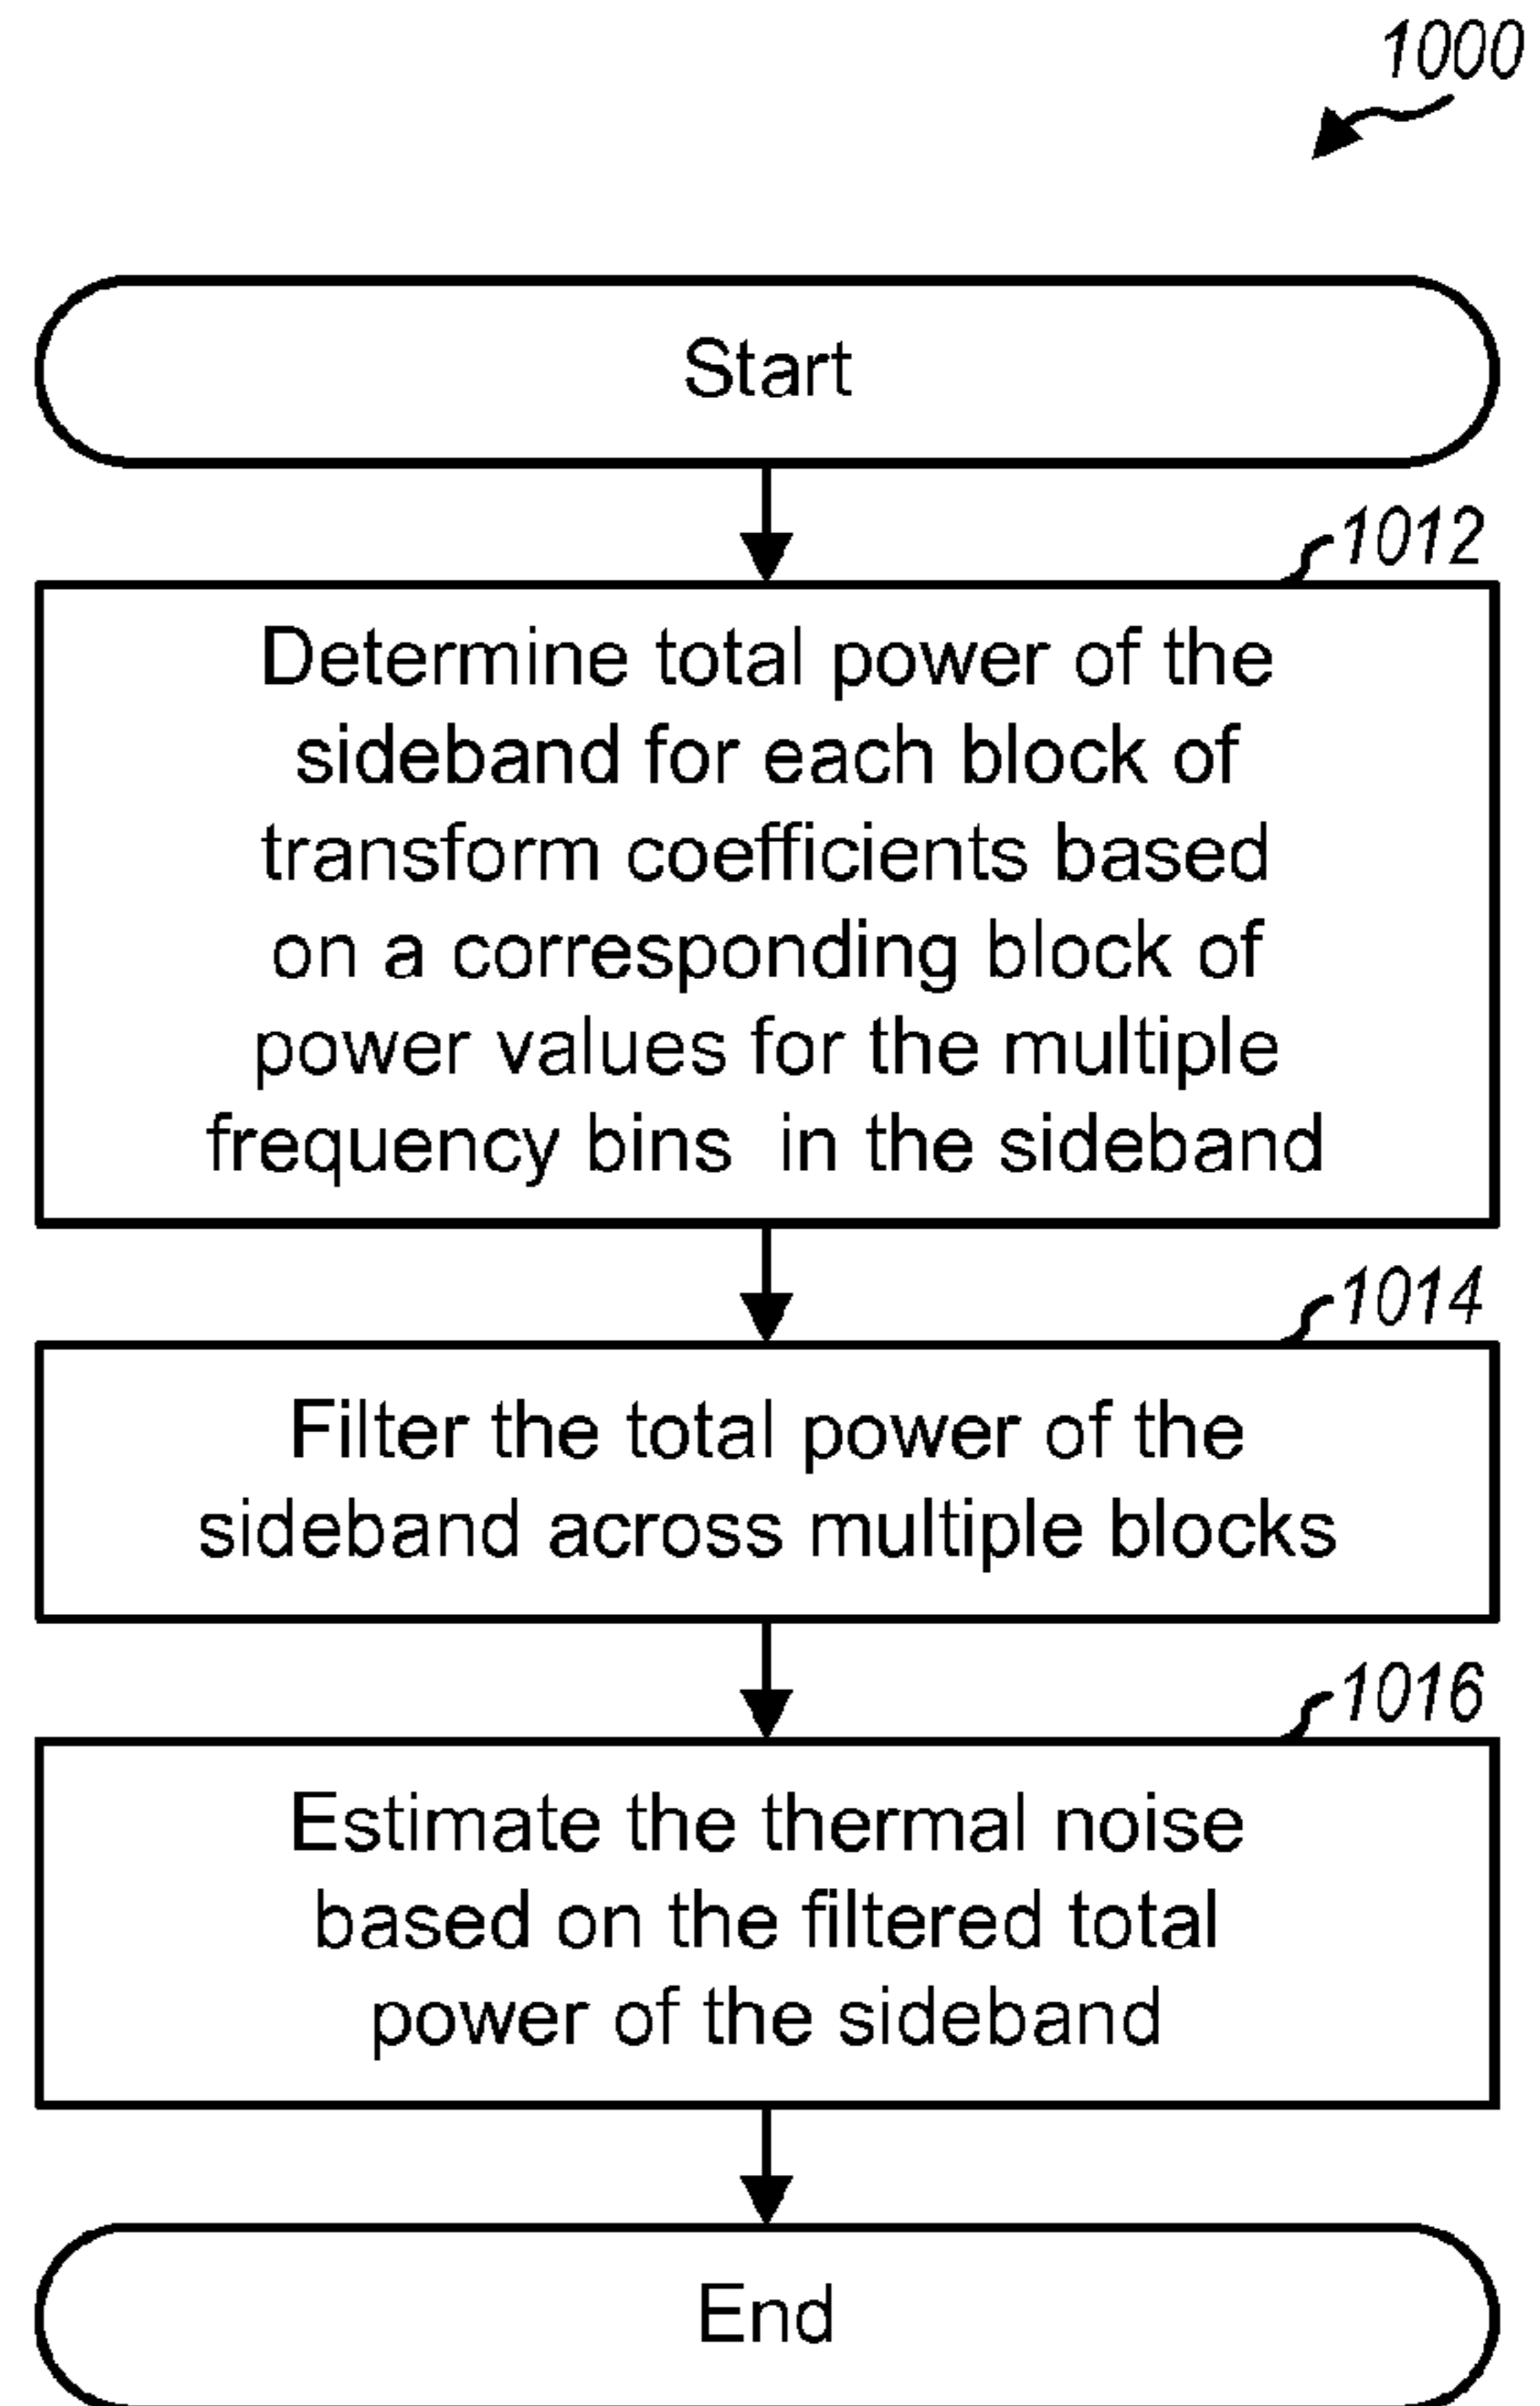 1000
Start
1012
Determine total power of the
sideband for each block of
transform coefficients based
on a corresponding block of
power values for the multiple
frequency bins  in the sideband
1014
Filter the total power of the
sideband across multiple blocks
1016
Estimate the thermal noise
based on the filtered total
power of the sideband
End